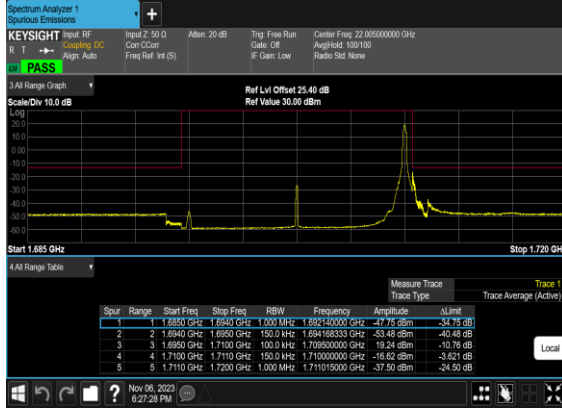 Spectrum Analyzer 1
Spurious Emissions
+
KEYSIGHT Input: RF Input Z: 50 Ω Atten: 20 dB Trig: Free Run Center Freq: 22.005000000 GHz
R T Coupling: DC Corr CCorr Gate: Off Avg|Hold: 100/100
Align: Auto Freq Ref: Int (S) IF Gain: Low Radio Std: None
PASS
3 All Range Graph
Ref Lvl Offset 25.40 dB
Scale/Div 10.0 dB Ref Value 30.00 dBm
Log
20.0
10.0
0.00
-10.0
-20.0
-30.0
-40.0
-50.0
-60.0
Start 1.685 GHz Stop 1.720 GHz
4 All Range Table
Measure Trace Trace 1
Trace Type Trace Average (Active)
Spur Range Start Freq Stop Freq RBW Frequency Amplitude ΔLimit
1 1 1.6850 GHz 1.6940 GHz 1.000 MHz 1.692140000 GHz -47.75 dBm -34.75 dB
2 2 1.6940 GHz 1.6950 GHz 150.0 kHz 1.694168333 GHz -53.48 dBm -40.48 dB
3 3 1.6950 GHz 1.7100 GHz 100.0 kHz 1.709500000 GHz 19.24 dBm -10.76 dB
4 4 1.7100 GHz 1.7110 GHz 150.0 kHz 1.710000000 GHz -16.62 dBm -3.621 dB
5 5 1.7110 GHz 1.7200 GHz 1.000 MHz 1.711015000 GHz -37.50 dBm -24.50 dB
Local
? Nov 06, 2023
6:27:28 PM